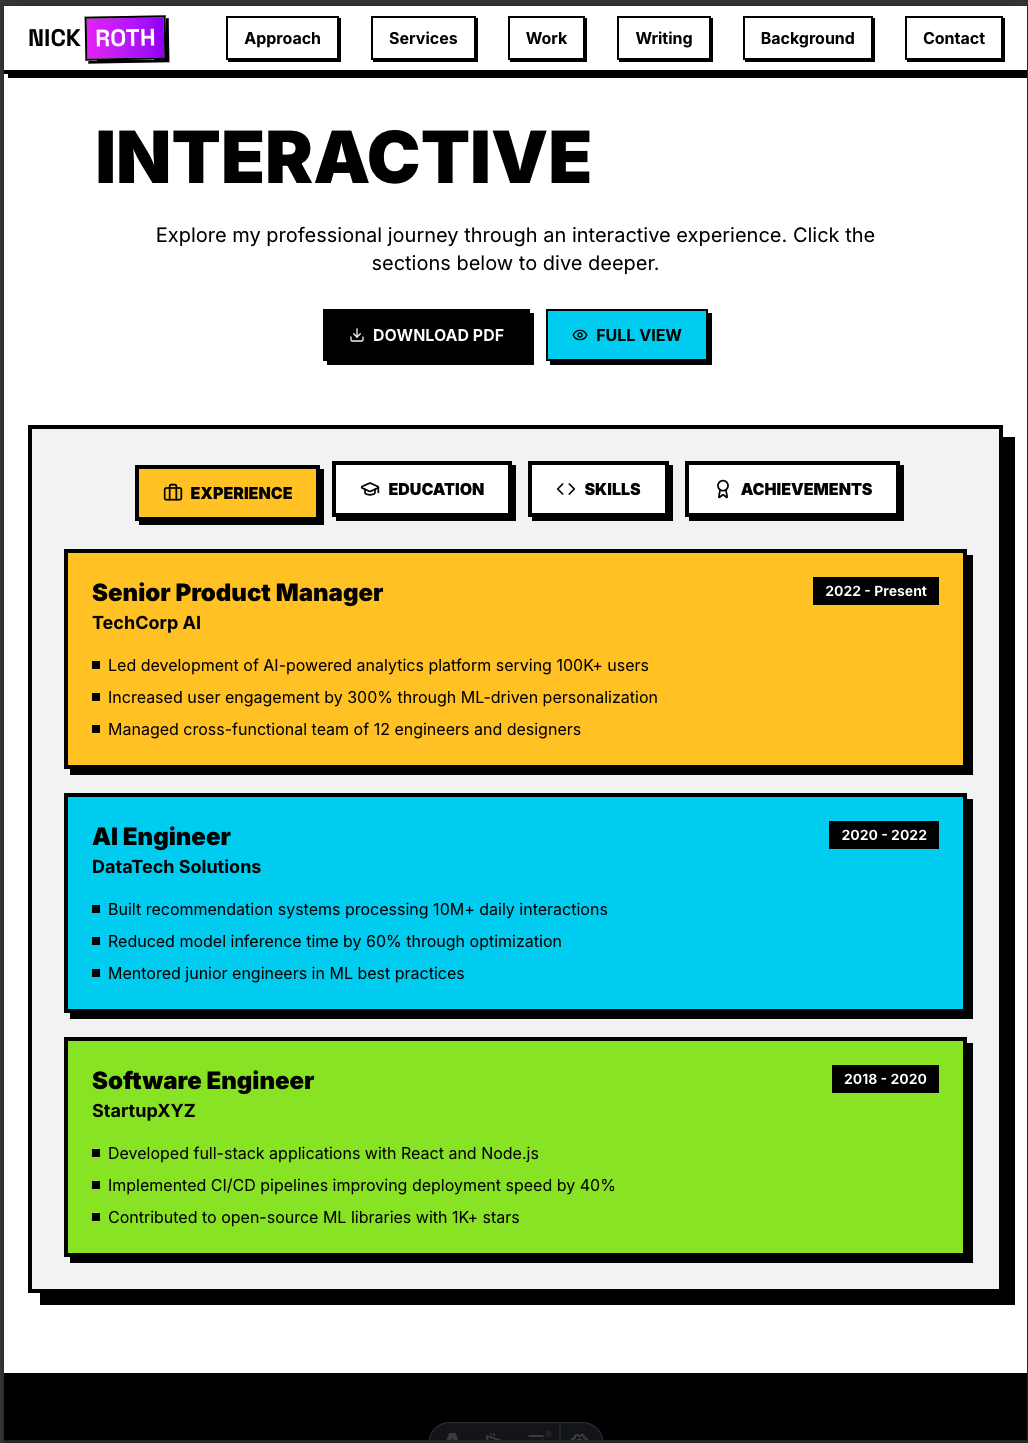 NICK ROTH
Approach
Services
Work
Writing
Background
Contact
INTERACTIVE
Explore my professional journey through an interactive experience. Click the
sections below to dive deeper.
DOWNLOAD PDF
FULL VIEW
EXPERIENCE
EDUCATION
SKILLS
ACHIEVEMENTS
Senior Product Manager
2022 - Present
TechCorp AI
Led development of AI-powered analytics platform serving 100K+ users
Increased user engagement by 300% through ML-driven personalization
Managed cross-functional team of 12 engineers and designers
AI Engineer
2020 - 2022
DataTech Solutions
Built recommendation systems processing 10M+ daily interactions
Reduced model inference time by 60% through optimization
Mentored junior engineers in ML best practices
Software Engineer
2018 - 2020
StartupXYZ
Developed full-stack applications with React and Node.js
Implemented CI/CD pipelines improving deployment speed by 40%
Contributed to open-source ML libraries with 1K+ stars